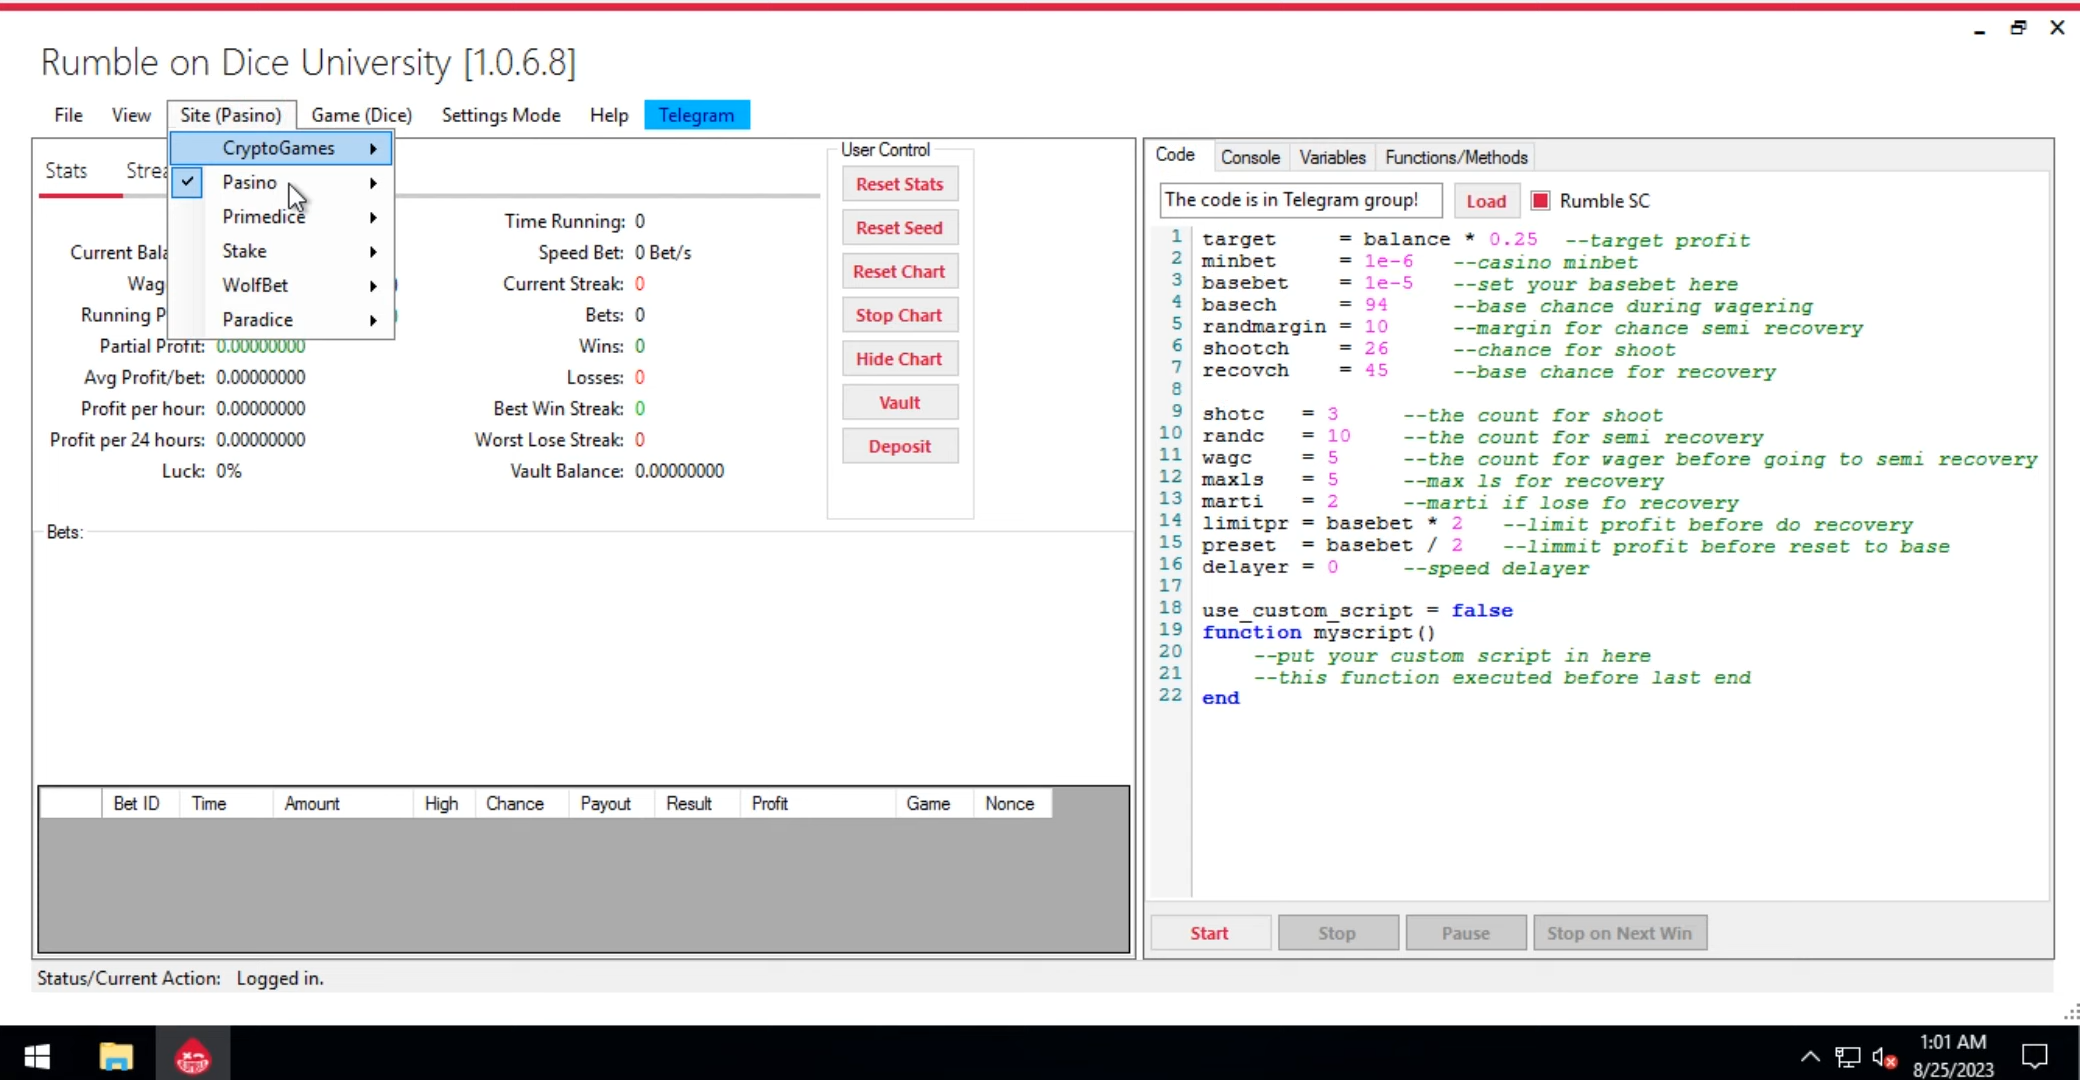 Rumble on Dice University [1.0.6.8]
File View Site (Pasino) Game (Dice) Settings Mode Help Telegram
CryptoGames
Pasino
Primedice
Stake
WolfBet
Paradice
Stats Strea
Current Bala
Wag
Running P
Partial Profit: 0.00000000
Avg Profit/bet: 0.00000000
Profit per hour: 0.00000000
Profit per 24 hours: 0.00000000
Luck: 0%
Time Running: 0
Speed Bet: 0 Bet/s
Current Streak: 0
Bets: 0
Wins: 0
Losses: 0
Best Win Streak: 0
Worst Lose Streak: 0
Vault Balance: 0.00000000
User Control
Reset Stats
Reset Seed
Reset Chart
Stop Chart
Hide Chart
Vault
Deposit
Bets:
Bet ID Time Amount High Chance Payout Result Profit Game Nonce
Status/Current Action: Logged in.
Code Console Variables Functions/Methods
The code is in Telegram group! Load Rumble SC
1 target = balance * 0.25 --target profit
2 minbet = 1e-6 --casino minbet
3 basebet = 1e-5 --set your basebet here
4 basech = 94 --base chance during wagering
5 randmargin = 10 --margin for chance semi recovery
6 shootch = 26 --chance for shoot
7 recovch = 45 --base chance for recovery
8
9 shotc = 3 --the count for shoot
10 randc = 10 --the count for semi recovery
11 wagc = 5 --the count for wager before going to semi recovery
12 maxls = 5 --max ls for recovery
13 marti = 2 --marti if lose fo recovery
14 limitpr = basebet * 2 --limit profit before do recovery
15 preset = basebet / 2 --limmit profit before reset to base
16 delayer = 0 --speed delayer
17
18 use_custom_script = false
19 function myscript()
20 --put your custom script in here
21 --this function executed before last end
22 end
Start Stop Pause Stop on Next Win
1:01 AM
8/25/2023